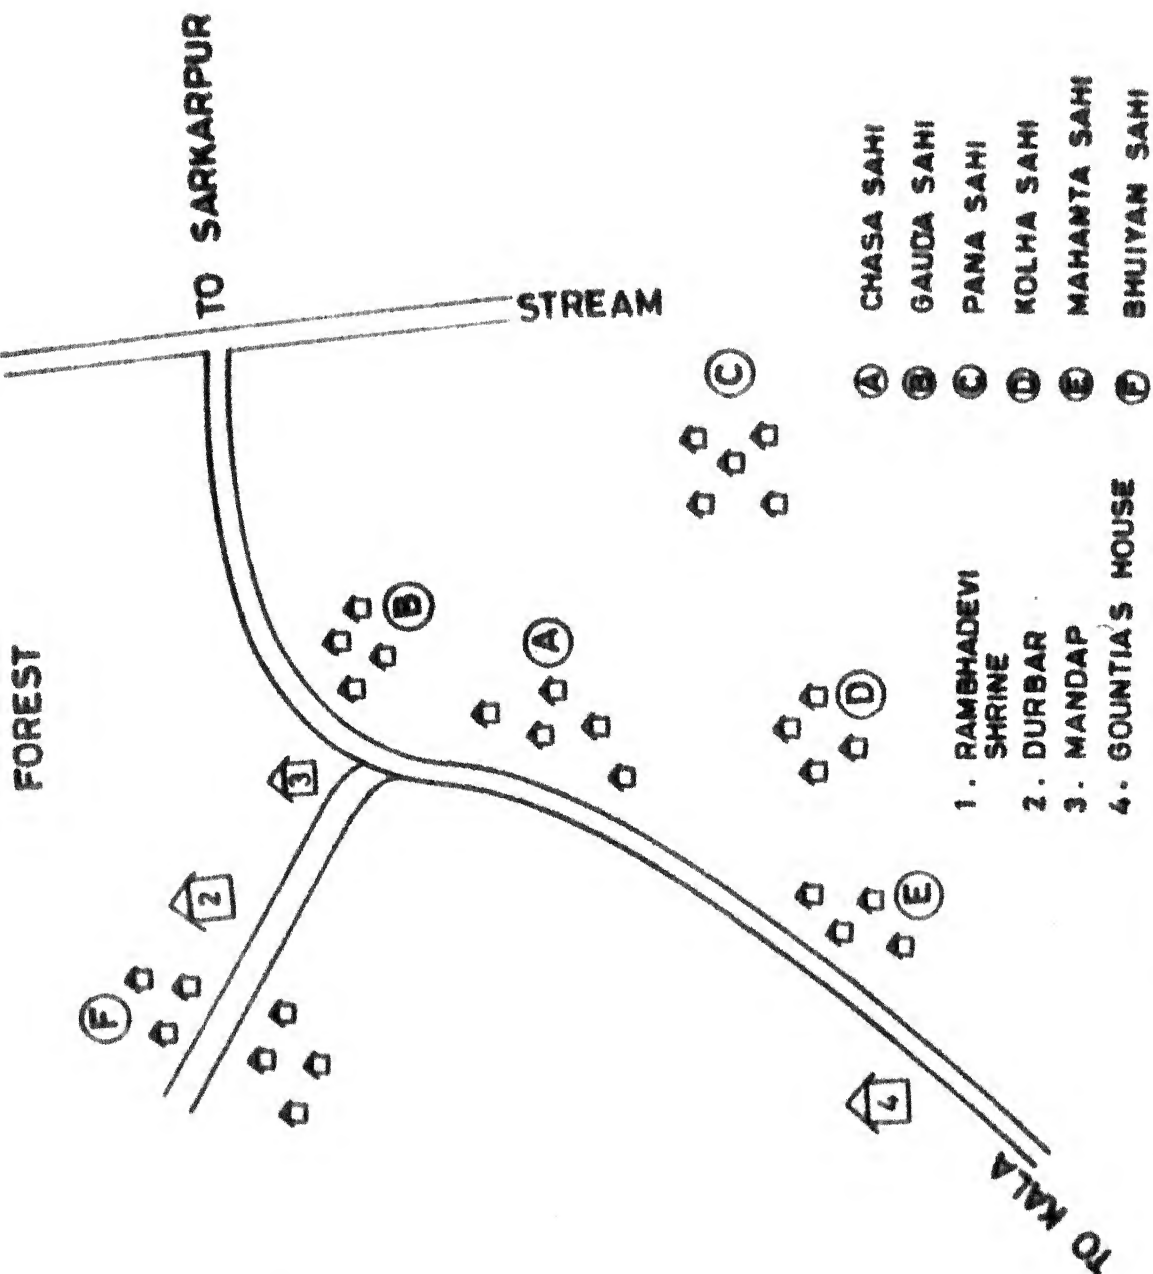 FOREST
TO SARKARPUR
STREAM
F
2
3
B
A
C
D
E
4
TO KALA
1. RAMBHADEVI
SHRINE
2. DURBAR
3. MANDAP
4. GOUNTIA'S HOUSE
A CHASA SAHI
B GAUDA SAHI
C PANA SAHI
D KOLHA SAHI
E MAHANTA SAHI
F BHUIYAN SAHI